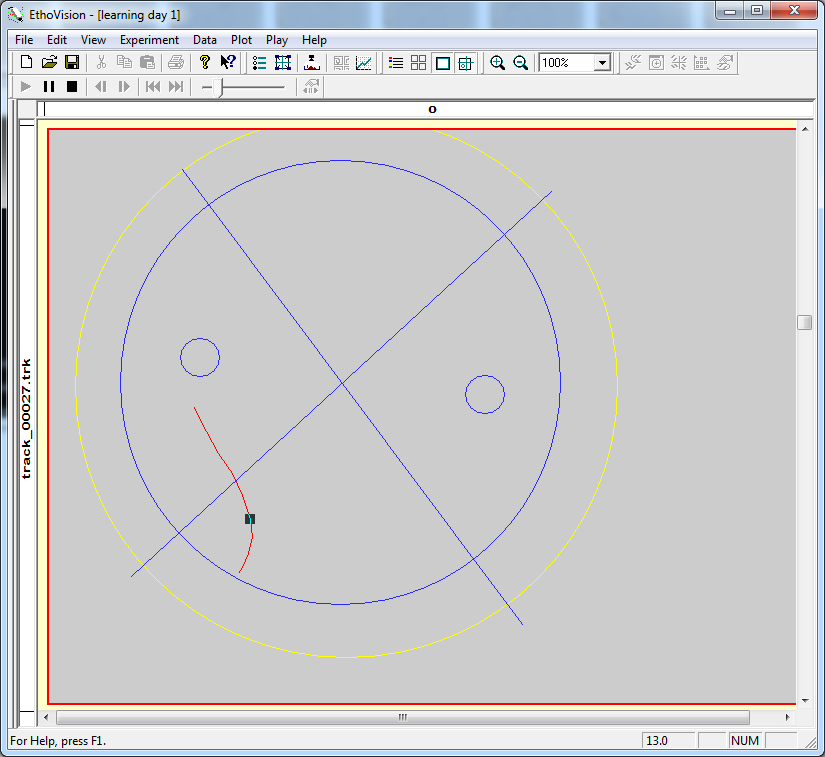 EthoVision - [learning day 1]
File Edit View Experiment Data Plot Play Help
100%
o
track_00027.trk
For Help, press F1.
13.0
NUM